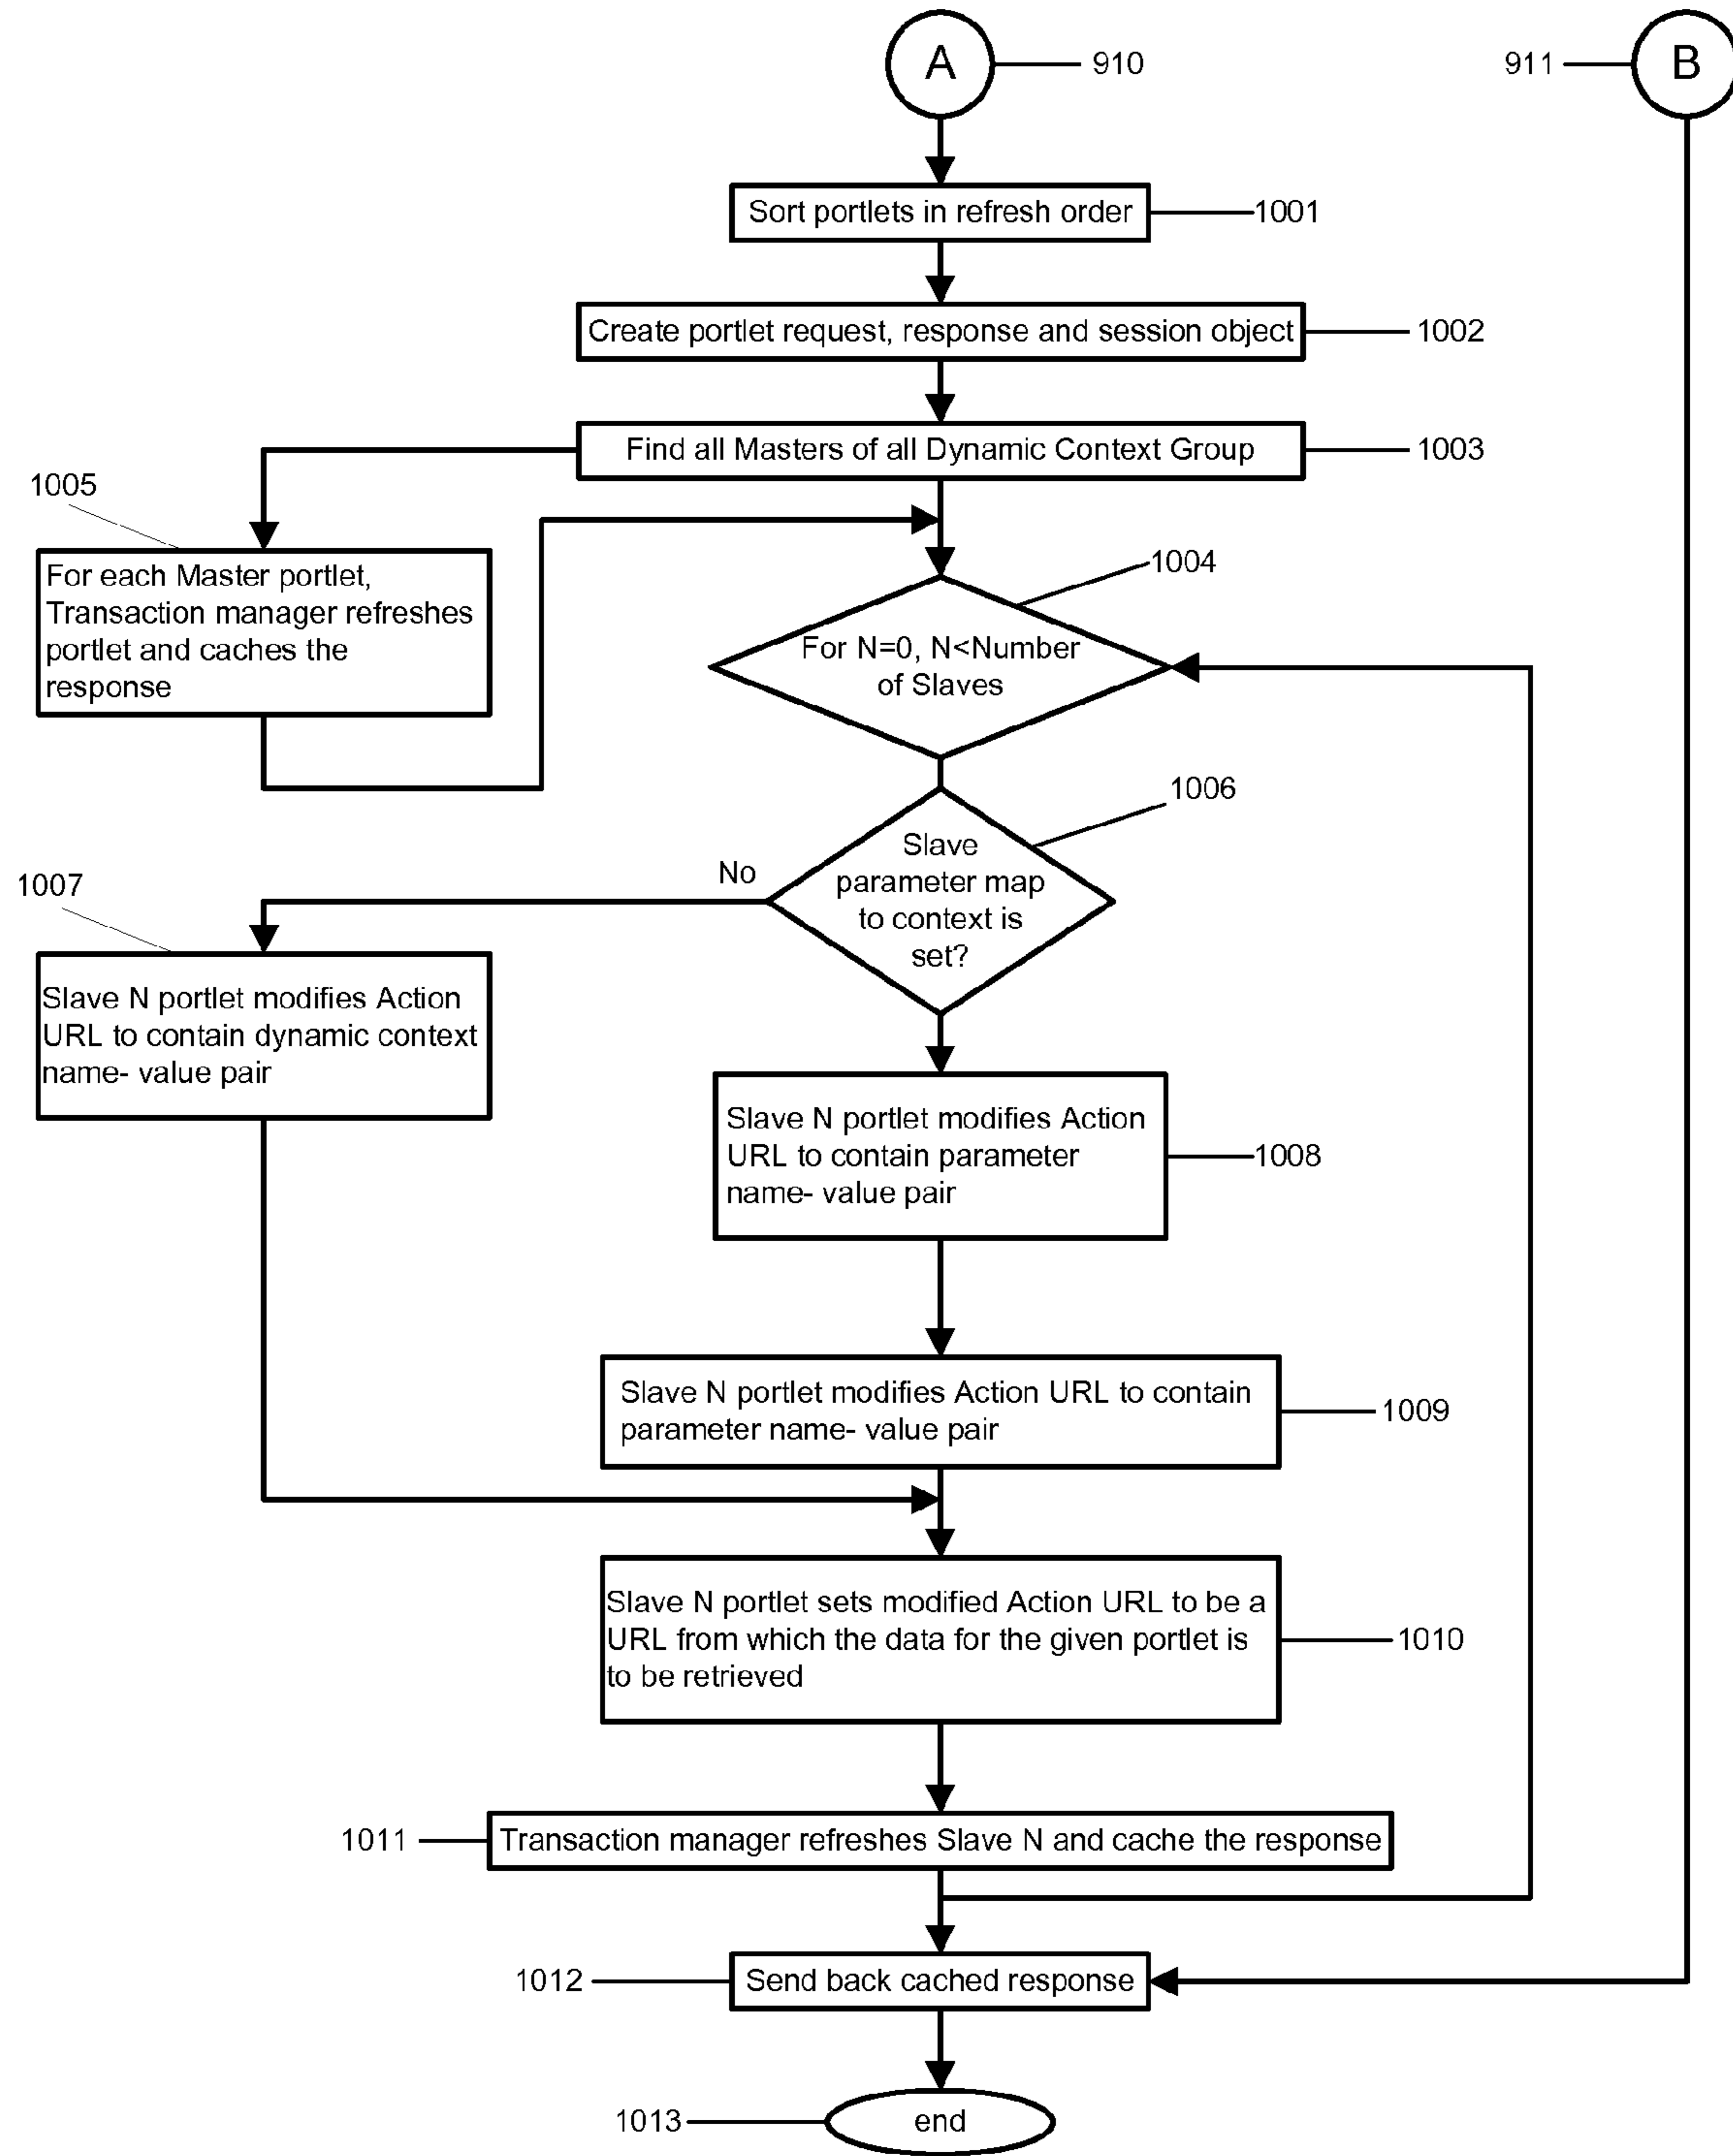 A
910
911
B
Sort portlets in refresh order
1001
Create portlet request, response and session object
1002
Find all Masters of all Dynamic Context Group
1003
1005
For each Master portlet,
Transaction manager refreshes
portlet and caches the
response
1004
For N=0, N<Number
of Slaves
1006
Slave
parameter map
to context is
set?
No
1007
Slave N portlet modifies Action
URL to contain dynamic context
name- value pair
Slave N portlet modifies Action
URL to contain parameter
name- value pair
1008
Slave N portlet modifies Action URL to contain
parameter name- value pair
1009
Slave N portlet sets modified Action URL to be a
URL from which the data for the given portlet is
to be retrieved
1010
1011
Transaction manager refreshes Slave N and cache the response
1012
Send back cached response
1013
end